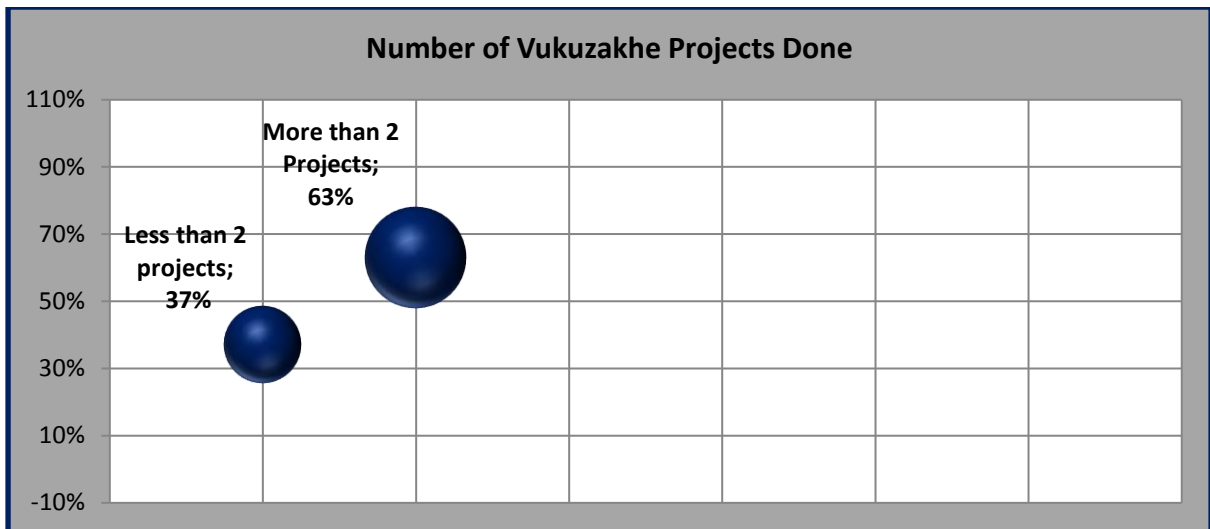 Number of Vukuzakhe Projects Done
110%
90%
70%
50%
30%
10%
-10%
More than 2
Projects;
63%
Less than 2
projects;
37%